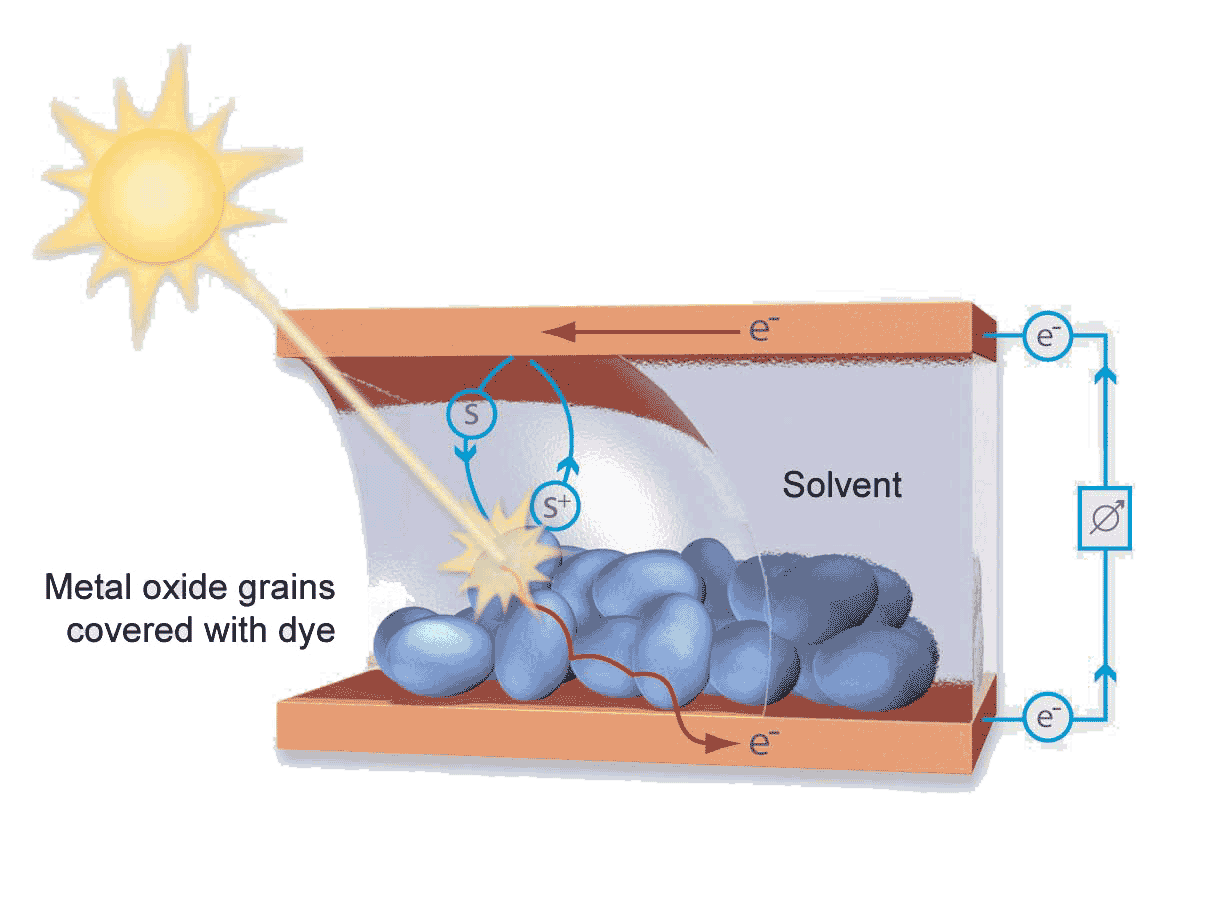 e⁻
e⁻
S
S⁺
Solvent
Metal oxide grains
covered with dye
e⁻
e⁻